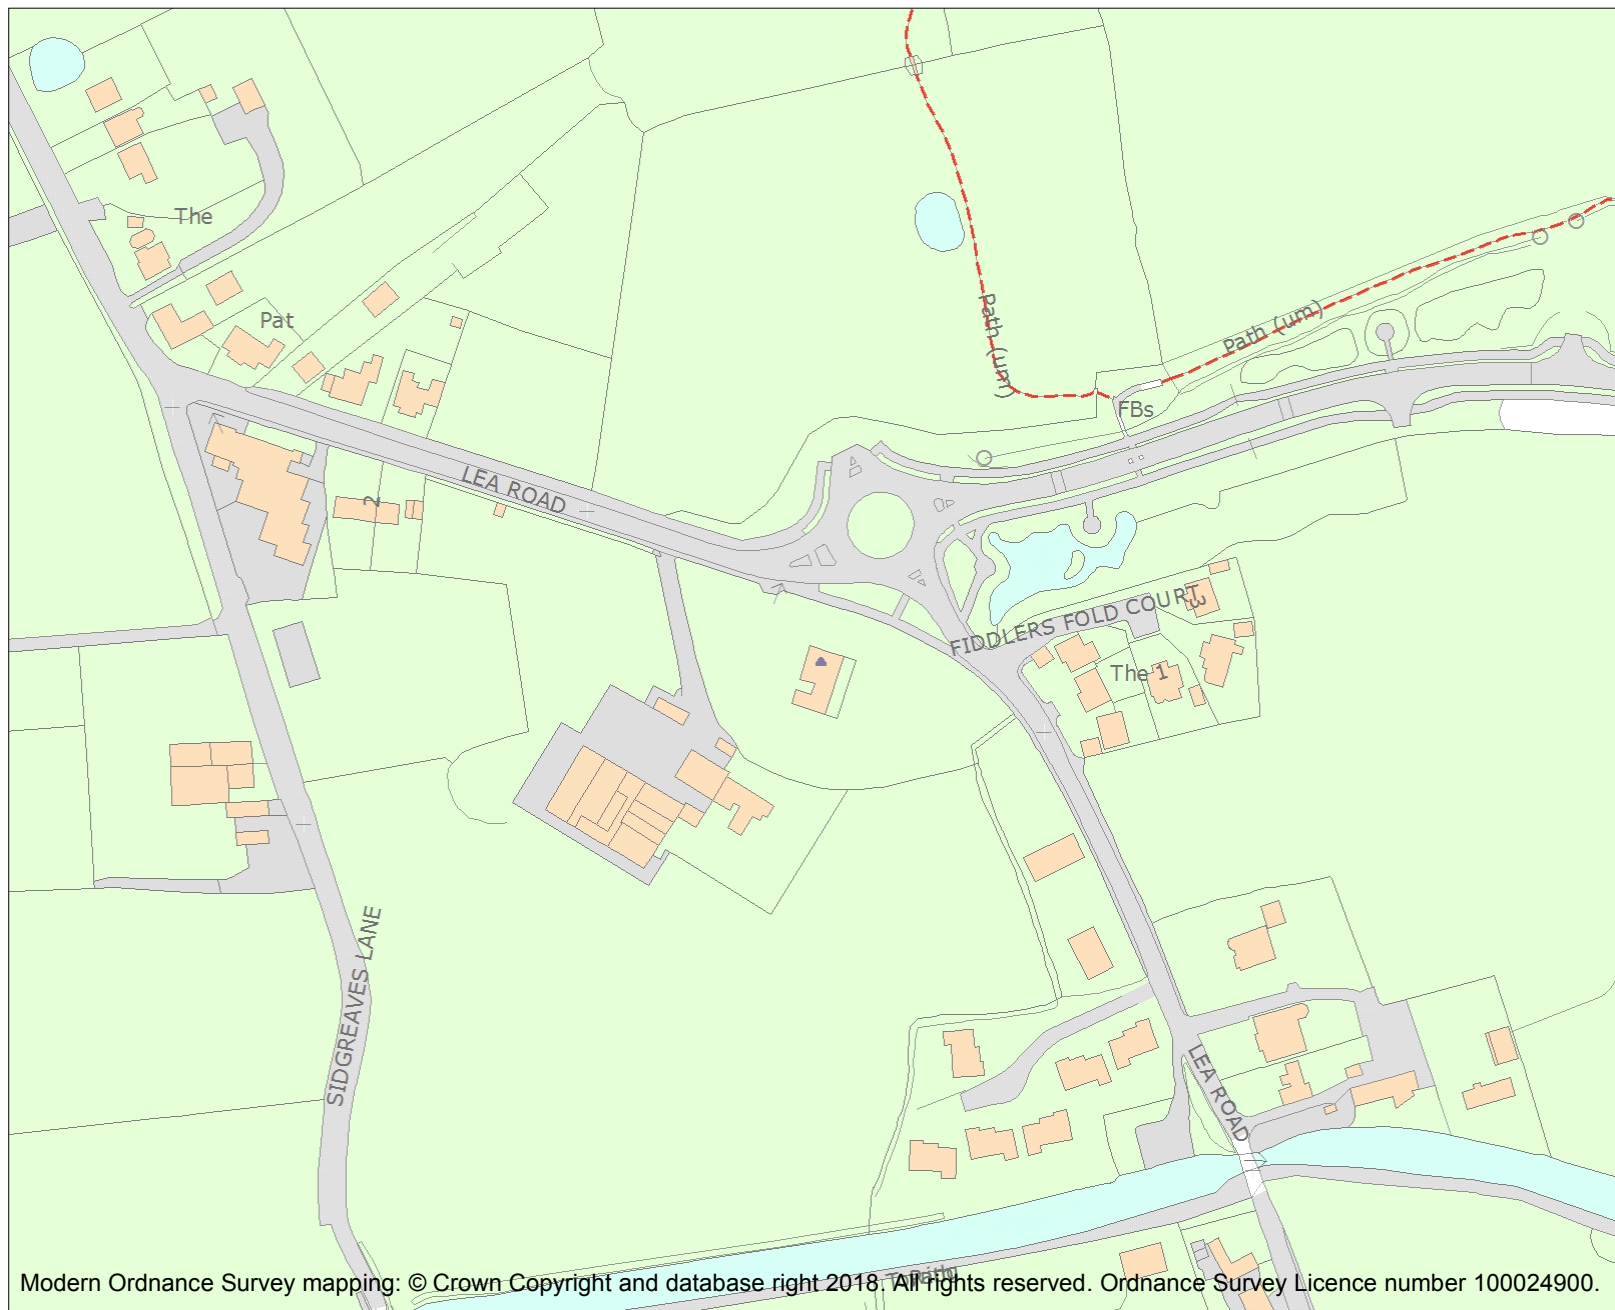 The
Pat
Path (um)
Path (um)
FBs
LEA ROAD
2
FIDDLERS FOLD COURT
3
The 1
SIDGREAVES LANE
LEA ROAD
Modern Ordnance Survey mapping: © Crown Copyright and database right 2018. All rights reserved. Ordnance Survey Licence number 100024900.